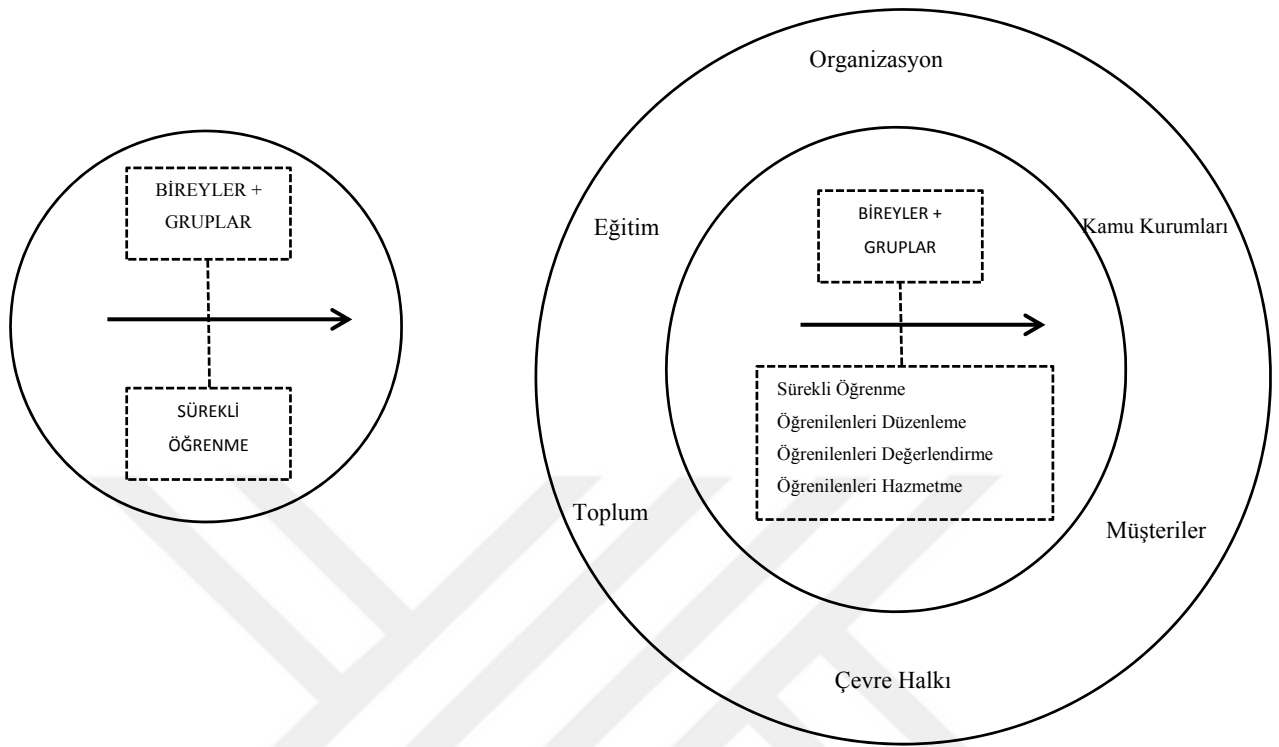 BİREYLER +
GRUPLAR
SÜREKLİ
ÖĞRENME
Organizasyon
Eğitim
Kamu Kurumları
BİREYLER +
GRUPLAR
Sürekli Öğrenme
Öğrenilenleri Düzenleme
Öğrenilenleri Değerlendirme
Öğrenilenleri Hazmetme
Toplum
Müşteriler
Çevre Halkı